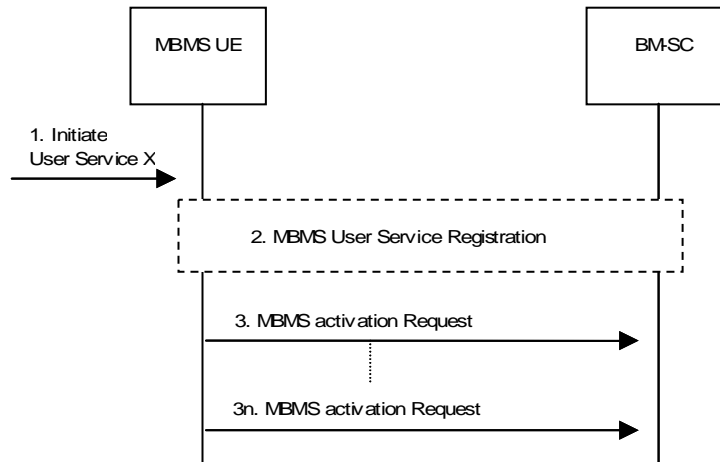 MBMS UE
BM-SC
1. Initiate
User Service X
2. MBMS User Service Registration
3. MBMS activation Request
3n. MBMS activation Request